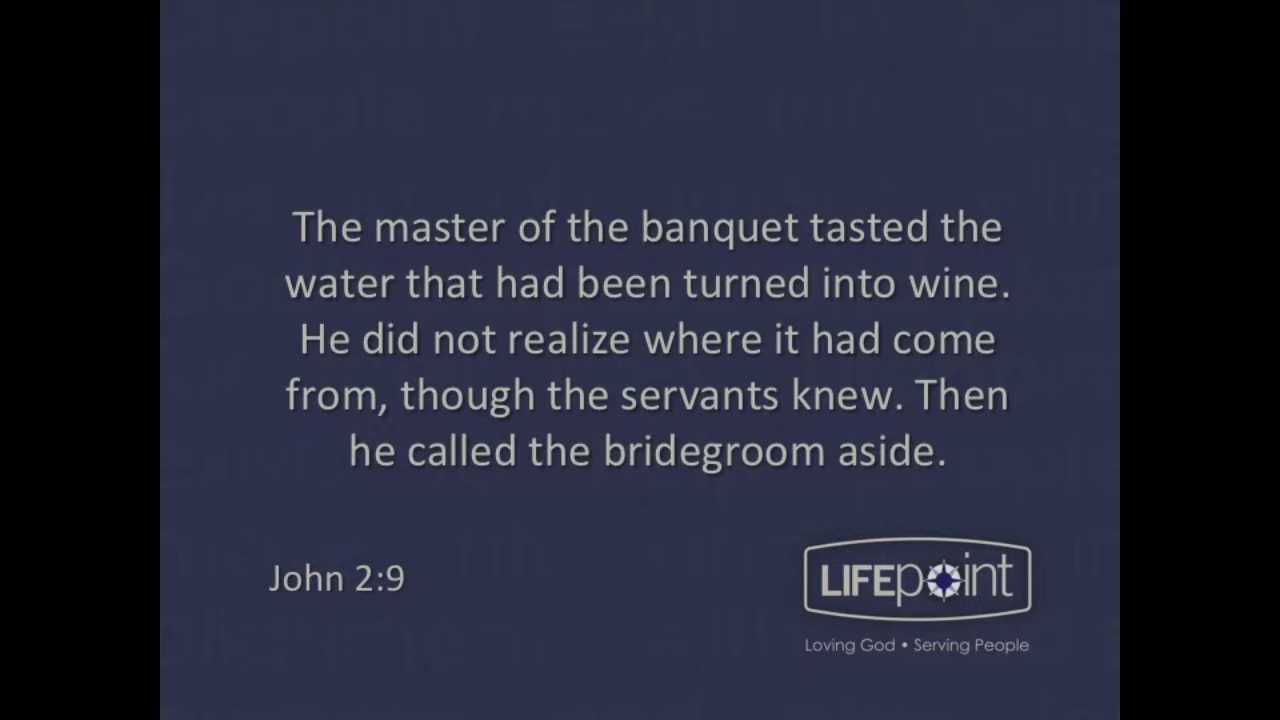 The master of the banquet tasted the
water that had been turned into wine.
He did not realize where it had come
from, though the servants knew. Then
he called the bridegroom aside.
John 2:9
LIFEpoint
Loving God • Serving People